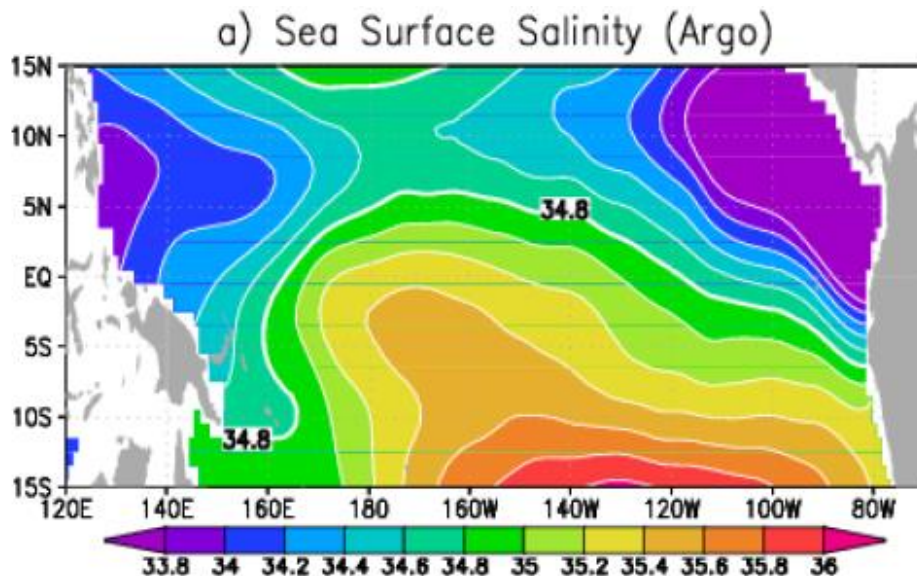 a) Sea Surface Salinity (Argo)
15N
10N
5N
34.8
EQ
5S
10S
34.8
15S
120E 140E 160E 180 160W 140W 120W 100W 80W
33.8 34 34.2 34.4 34.6 34.8 35 35.2 35.4 35.6 35.8 36